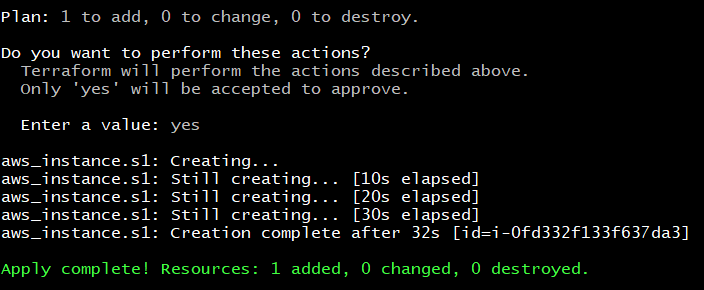 Plan: 1 to add, 0 to change, 0 to destroy.
Do you want to perform these actions?
Terraform will perform the actions described above.
Only 'yes' will be accepted to approve.
Enter a value: yes
aws_instance.s1: Creating...
aws_instance.s1: Still creating... [10s elapsed]
aws_instance.s1: Still creating... [20s elapsed]
aws_instance.s1: Still creating... [30s elapsed]
aws_instance.s1: Creation complete after 32s [id=i-0fd332f133f637da3]
Apply complete! Resources: 1 added, 0 changed, 0 destroyed.